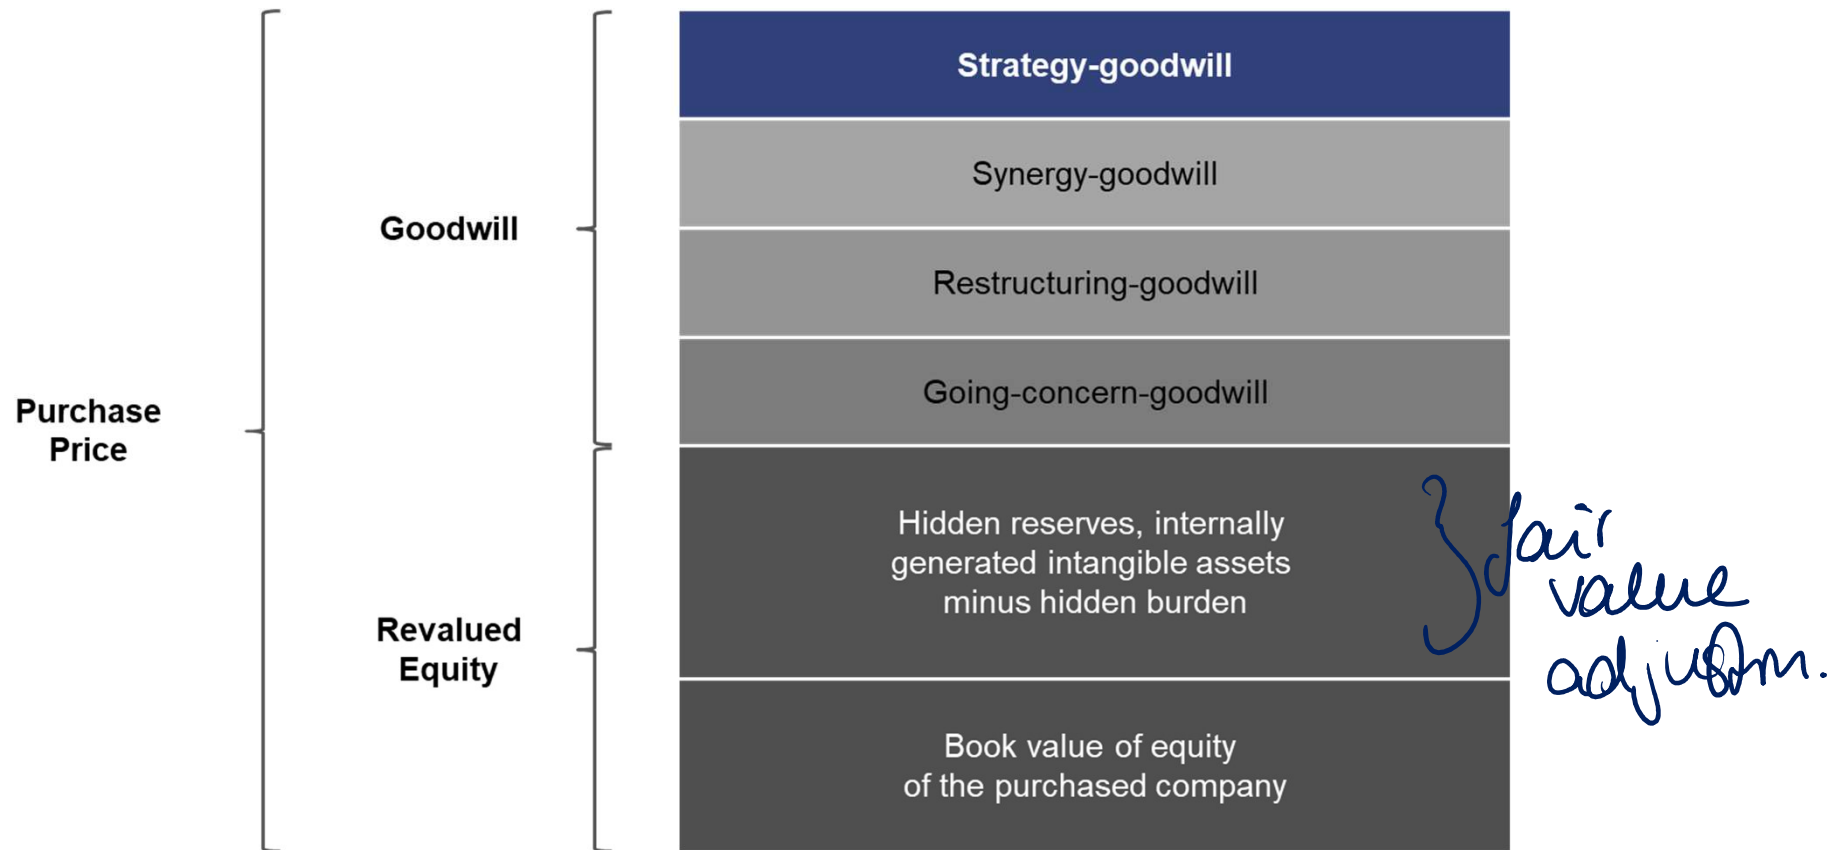 Strategy-goodwill
Synergy-goodwill
Goodwill
Restructuring-goodwill
Going-concern-goodwill
Purchase
Price
Hidden reserves, internally
generated intangible assets
minus hidden burden
fair
value
adjustm.
Revalued
Equity
Book value of equity
of the purchased company